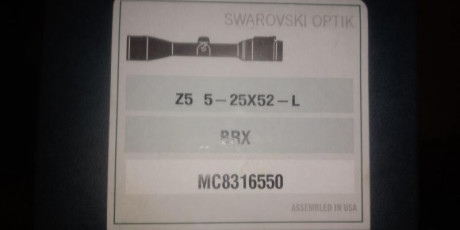 SWAROVSKI OPTIK
Z5 5-25X52-L
BRX
MC8316550
ASSEMBLED IN USA